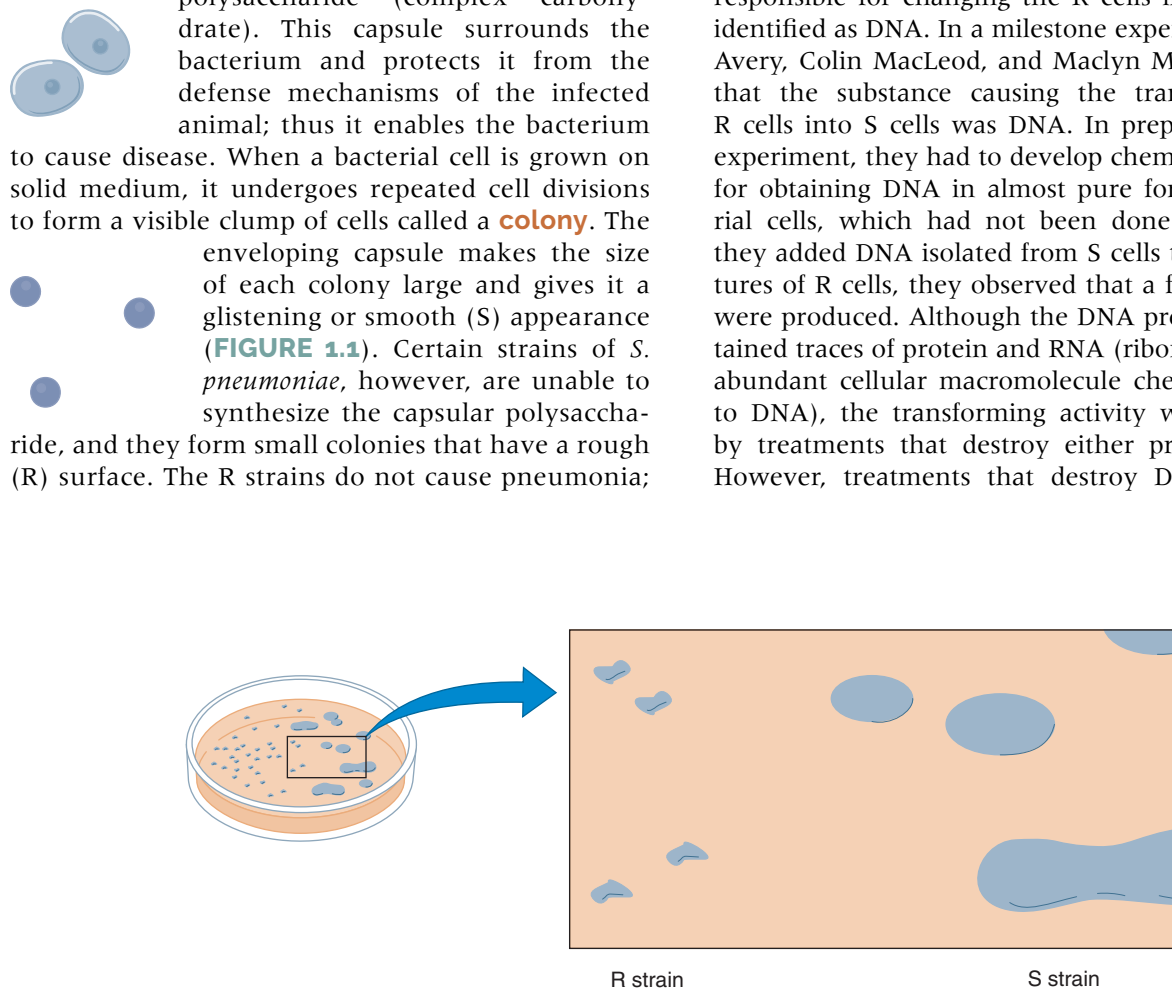 polysaccharide (complex carbohy-
drate). This capsule surrounds the
bacterium and protects it from the
defense mechanisms of the infected
animal; thus it enables the bacterium
to cause disease. When a bacterial cell is grown on
solid medium, it undergoes repeated cell divisions
to form a visible clump of cells called a colony. The
enveloping capsule makes the size
of each colony large and gives it a
glistening or smooth (S) appearance
(FIGURE 1.1). Certain strains of S.
pneumoniae, however, are unable to
synthesize the capsular polysaccha-
ride, and they form small colonies that have a rough
(R) surface. The R strains do not cause pneumonia;
responsible for changing the R cells
identified as DNA. In a milestone
Avery, Colin MacLeod, and Maclyn
that the substance causing the
R cells into S cells was DNA. In
experiment, they had to develop
for obtaining DNA in almost pure
rial cells, which had not been done
they added DNA isolated from S cells
tures of R cells, they observed that a
were produced. Although the DNA
tained traces of protein and RNA
abundant cellular macromolecule
to DNA), the transforming activity
by treatments that destroy either
However, treatments that destroy
R strain
S strain